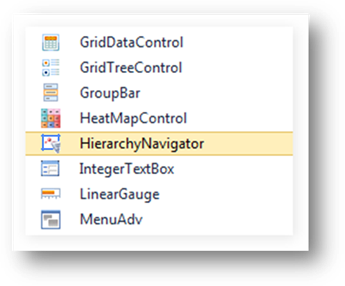 GridDataControl
GridTreeControl
GroupBar
HeatMapControl
HierarchyNavigator
IntegerTextBox
LinearGauge
MenuAdv